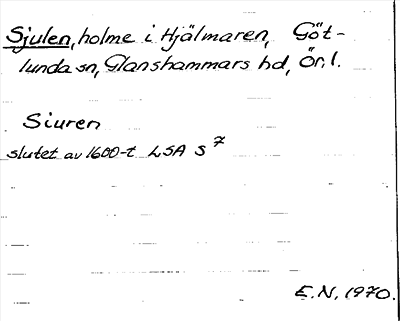 Sjulen, holme i Hjälmaren, Göt-
lunda sn, Glanshammars hd, Ör. l.
Siuren
slutet av 1600-t LSA S 7
E.N. 1970.